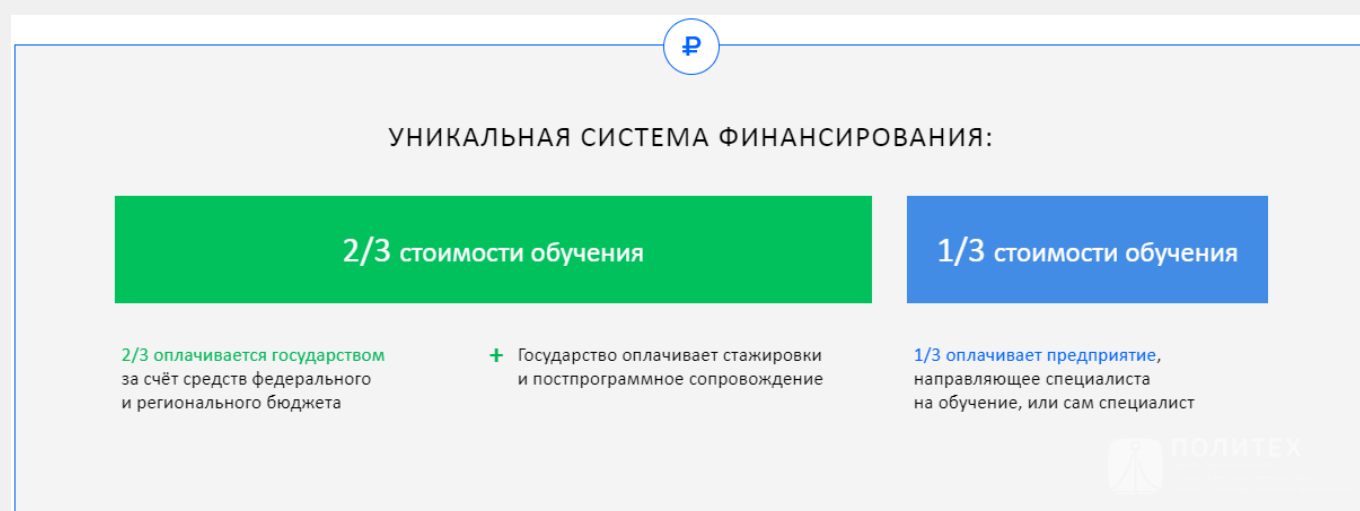 ₽
УНИКАЛЬНАЯ СИСТЕМА ФИНАНСИРОВАНИЯ:
2/3 стоимости обучения
1/3 стоимости обучения
2/3 оплачивается государством
за счёт средств федерального
и регионального бюджета
+ Государство оплачивает стажировки
и постпрограммное сопровождение
1/3 оплачивает предприятие,
направляющее специалиста
на обучение, или сам специалист
ПОЛИТЕХ